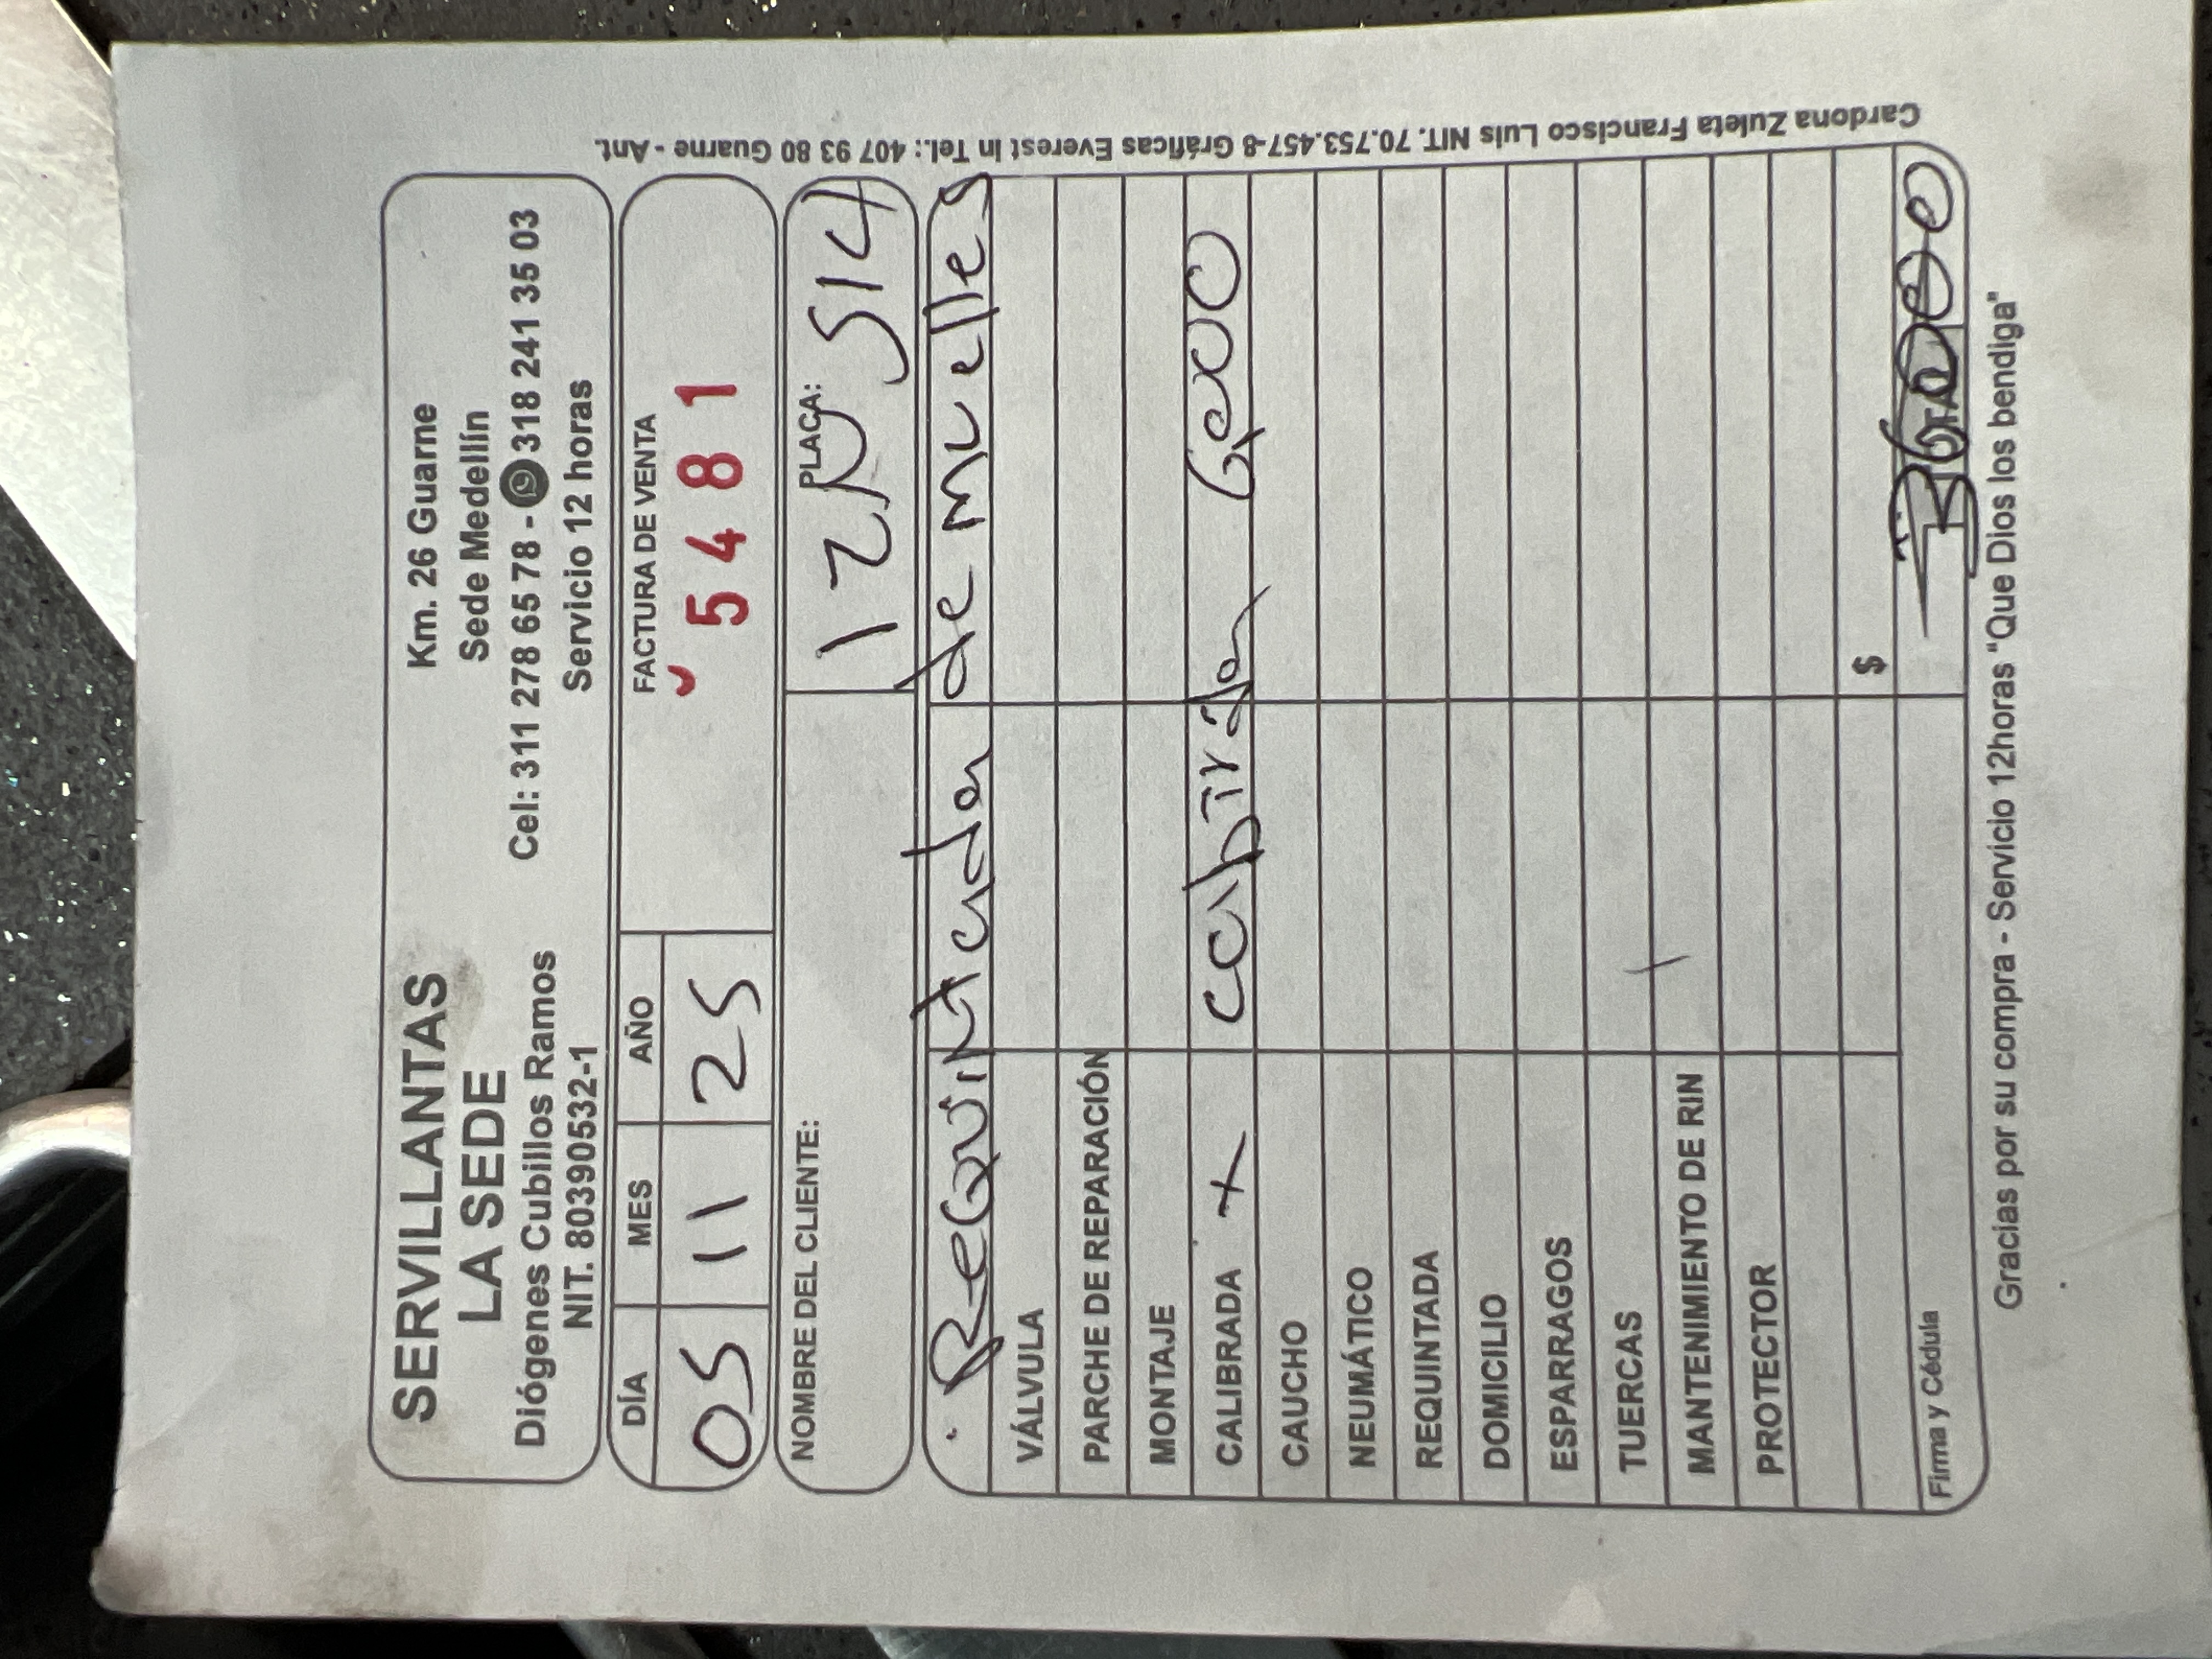 SERVILLANTAS
LA SEDE
Diógenes Cubillos Ramos
NIT. 80390532-1
Km. 26 Guarne
Sede Medellín
Cel: 311 278 65 78 - 318 241 35 03
Servicio 12 horas
DÍA MES AÑO
05 11 25
FACTURA DE VENTA
5481
NOMBRE DEL CLIENTE:
PLACA:
514
de muelles
VÁLVULA
PARCHE DE REPARACIÓN
MONTAJE
CALIBRADA X
CAUCHO
NEUMÁTICO
REQUINTADA
DOMICILIO
ESPARRAGOS
TUERCAS
MANTENIMIENTO DE RIN
PROTECTOR
$
Firma y Cédula
TOTAL
Gracias por su compra - Servicio 12horas "Que Dios los bendiga"
Cardona Zuleta Francisco Luis NIT. 70.753.457-8 Gráficas Everest in Tel.: 407 93 80 Guarne - Ant.